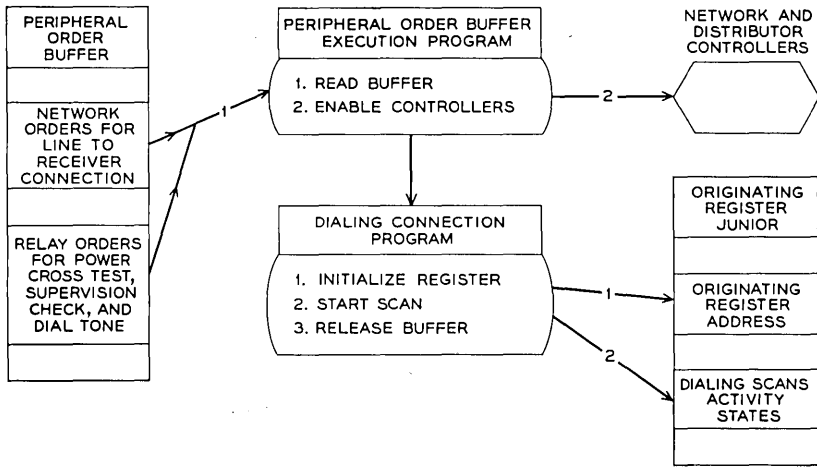 PERIPHERAL
ORDER
BUFFER
NETWORK
ORDERS FOR
LINE TO
RECEIVER
CONNECTION
RELAY ORDERS
FOR POWER
CROSS TEST,
SUPERVISION
CHECK, AND
DIAL TONE
1
PERIPHERAL ORDER BUFFER
EXECUTION PROGRAM
1. READ BUFFER
2. ENABLE CONTROLLERS
2
NETWORK AND
DISTRIBUTOR
CONTROLLERS
DIALING CONNECTION
PROGRAM
1. INITIALIZE REGISTER
2. START SCAN
3. RELEASE BUFFER
1
2
ORIGINATING
REGISTER
JUNIOR
ORIGINATING
REGISTER
ADDRESS
DIALING SCANS
ACTIVITY
STATES